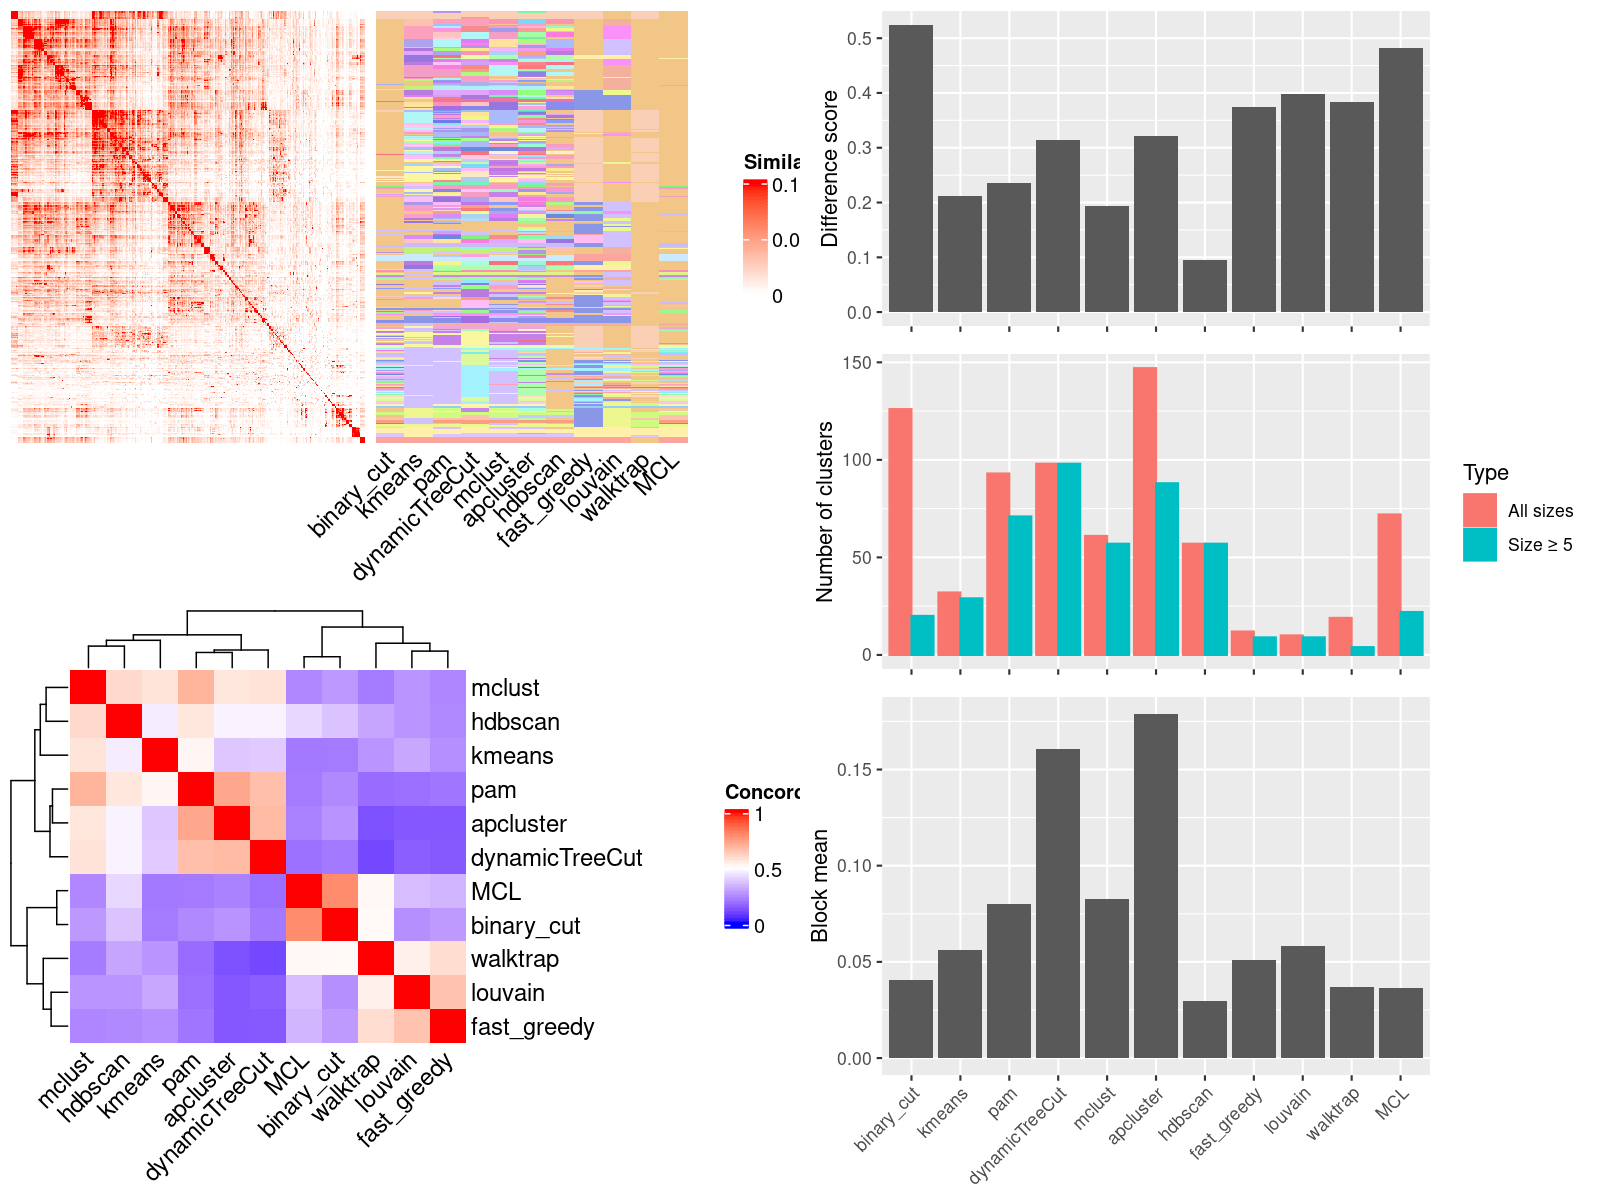 Simila
0.1
0.0
0
binary_cut
kmeans
pam
dynamicTreeCut
mclust
apcluster
hdbscan
fast_greedy
louvain
walktrap
MCL
mclust
hdbscan
kmeans
pam
apcluster
dynamicTreeCut
MCL
binary_cut
walktrap
louvain
fast_greedy
Concord
1
0.5
0
mclust
hdbscan
kmeans
pam
apcluster
dynamicTreeCut
MCL
binary_cut
walktrap
louvain
fast_greedy
Difference score
0.5
0.4
0.3
0.2
0.1
0.0
Number of clusters
150
100
50
0
Type
All sizes
Size ≥ 5
Block mean
0.15
0.10
0.05
0.00
binary_cut
kmeans
pam
dynamicTreeCut
mclust
apcluster
hdbscan
fast_greedy
louvain
walktrap
MCL